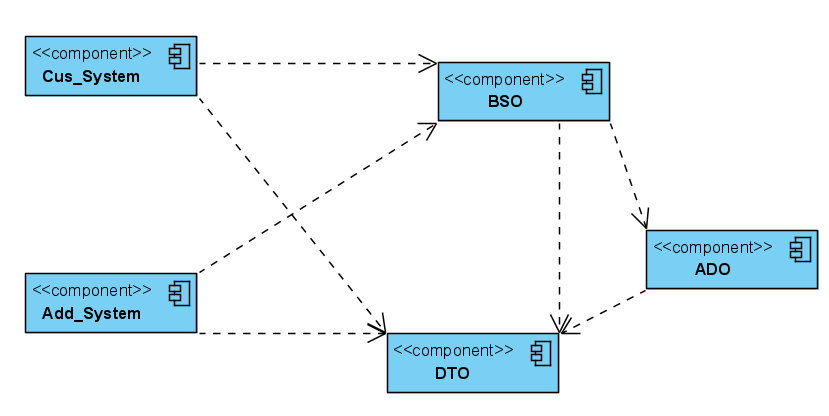 <<component>>
Cus_System
<<component>>
BSO
<<component>>
ADO
<<component>>
Add_System
<<component>>
DTO